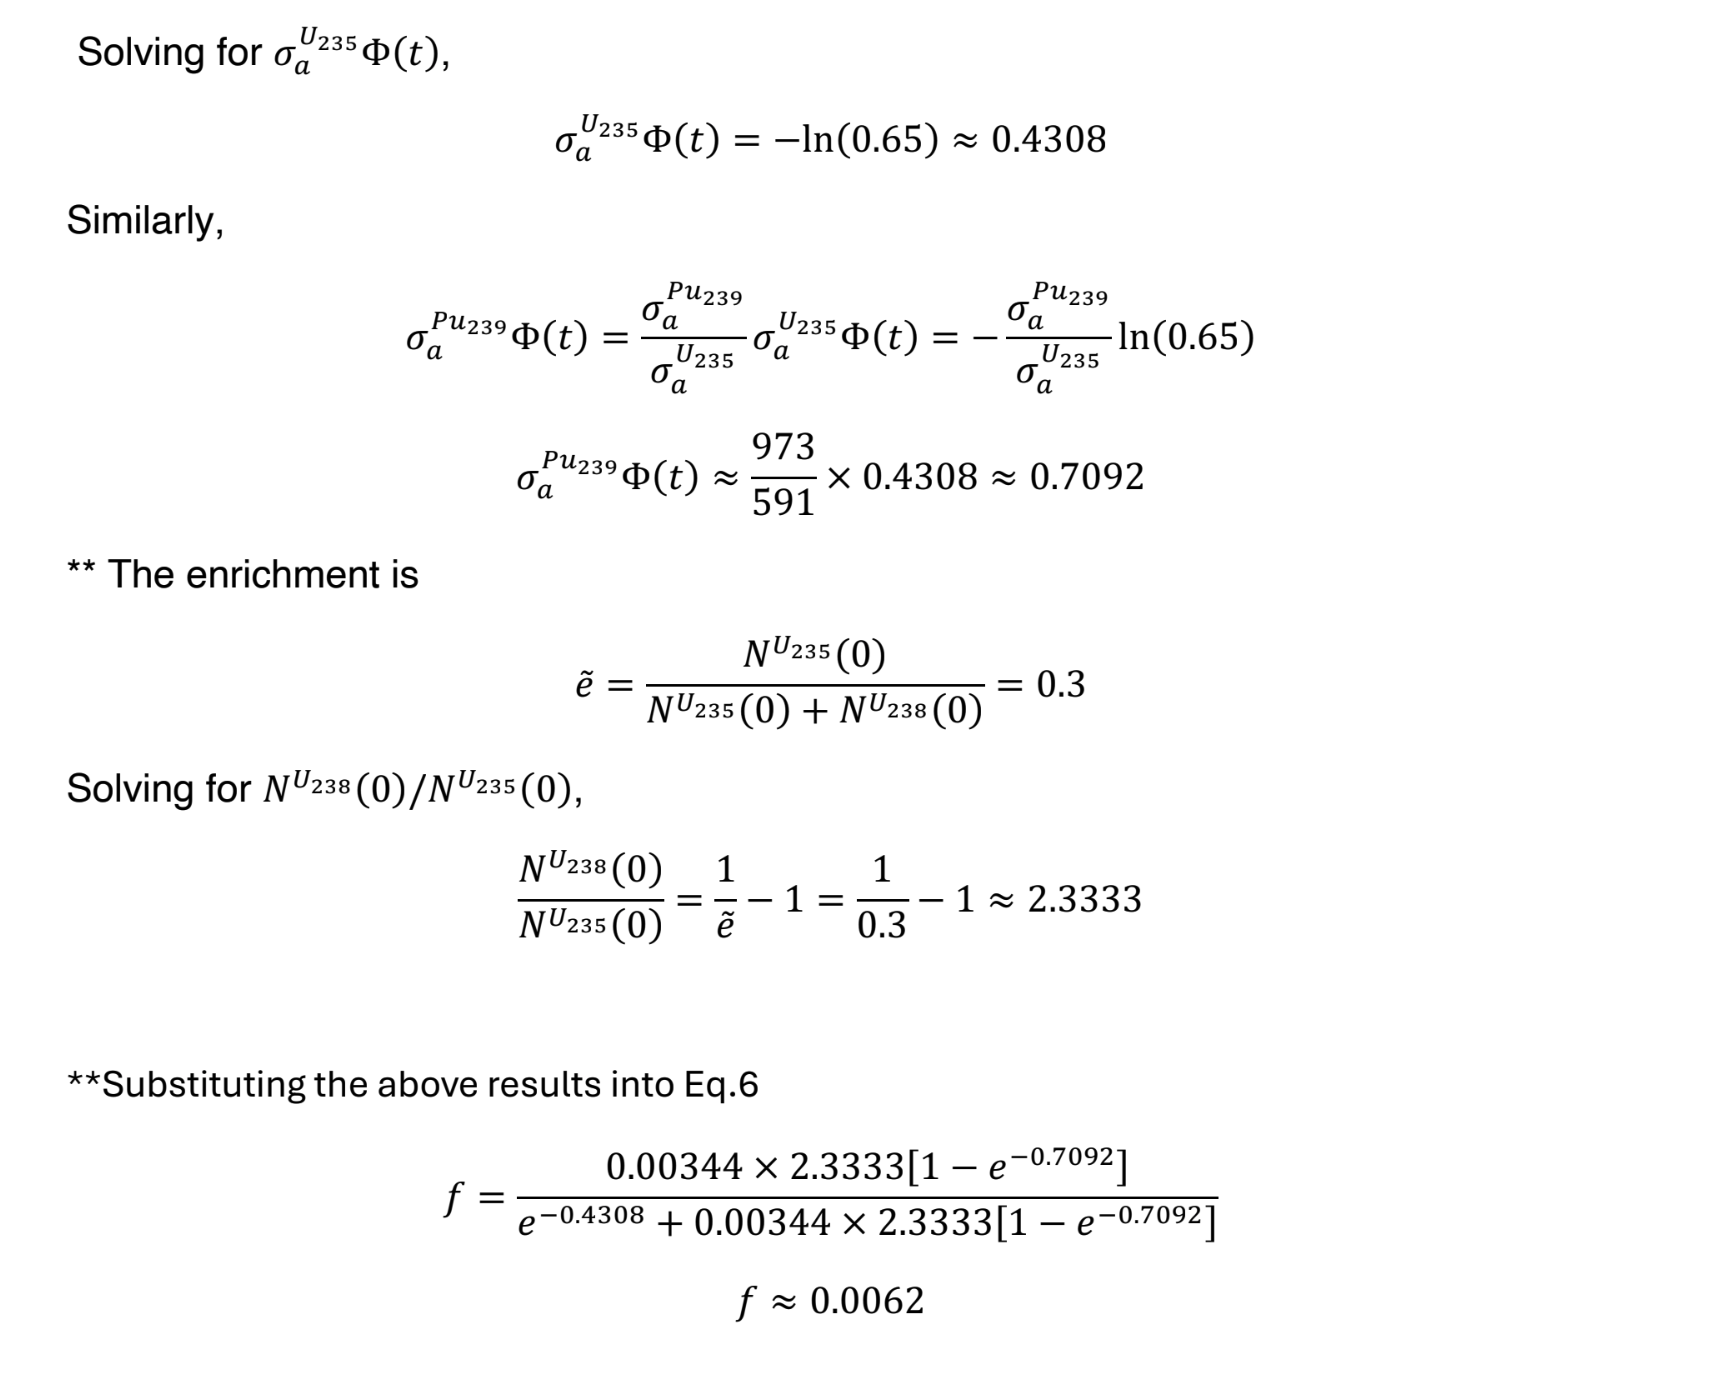 Solving for $\sigma_a^{U_{235}}\Phi(t)$,
$\sigma_a^{U_{235}}\Phi(t) = -\ln(0.65) \approx 0.4308$
Similarly,
$\sigma_a^{Pu_{239}}\Phi(t) = \frac{\sigma_a^{Pu_{239}}}{\sigma_a^{U_{235}}}\sigma_a^{U_{235}}\Phi(t) = -\frac{\sigma_a^{Pu_{239}}}{\sigma_a^{U_{235}}}\ln(0.65)$
$\sigma_a^{Pu_{239}}\Phi(t) \approx \frac{973}{591} \times 0.4308 \approx 0.7092$
** The enrichment is
$\tilde{e} = \frac{N^{U_{235}}(0)}{N^{U_{235}}(0) + N^{U_{238}}(0)} = 0.3$
Solving for $N^{U_{238}}(0)/N^{U_{235}}(0)$,
$\frac{N^{U_{238}}(0)}{N^{U_{235}}(0)} = \frac{1}{\tilde{e}} - 1 = \frac{1}{0.3} - 1 \approx 2.3333$
**Substituting the above results into Eq.6
$f = \frac{0.00344 \times 2.3333[1 - e^{-0.7092}]}{e^{-0.4308} + 0.00344 \times 2.3333[1 - e^{-0.7092}]}$
$f \approx 0.0062$